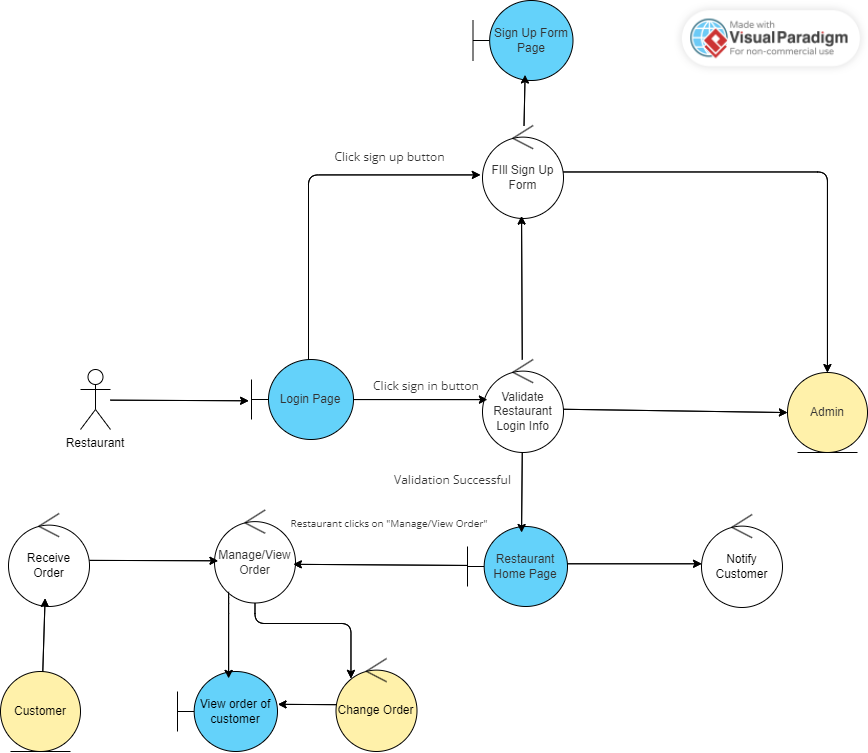 Made with
VisualParadigm
For non-commercial use
Sign Up Form
Page
Click sign up button
FIll Sign Up
Form
Click sign in button
Login Page
Validate
Restaurant
Login Info
Admin
Restaurant
Validation Successful
Restaurant clicks on "Manage/View Order"
Receive
Order
Manage/View
Order
Restaurant
Home Page
Notify
Customer
Customer
View order of
customer
Change Order